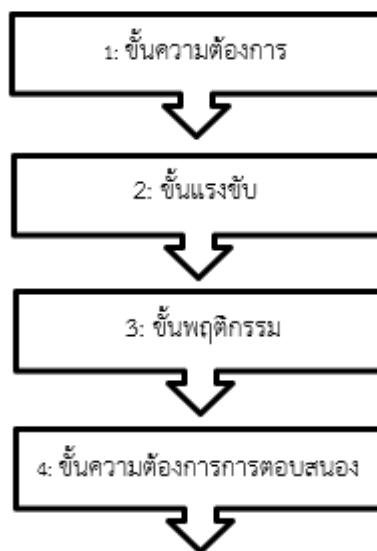 1: ขั้นความต้องการ
2: ขั้นแรงขับ
3: ขั้นพฤติกรรม
4: ขั้นความต้องการการตอบสนอง